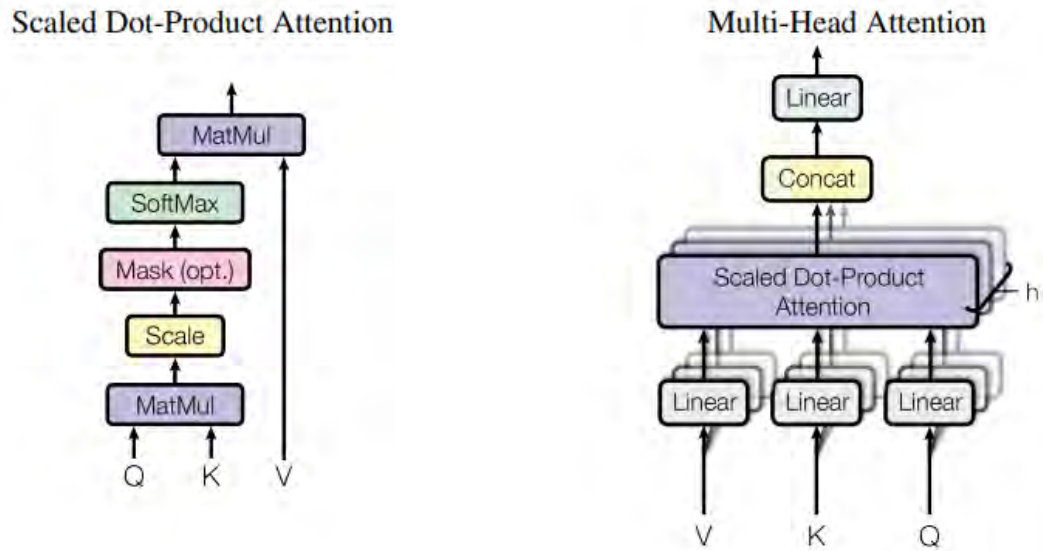 Scaled Dot-Product Attention
MatMul
SoftMax
Mask (opt.)
Scale
MatMul
Q K V
Multi-Head Attention
Linear
Concat
Scaled Dot-Product
Attention
h
Linear Linear Linear
V K Q